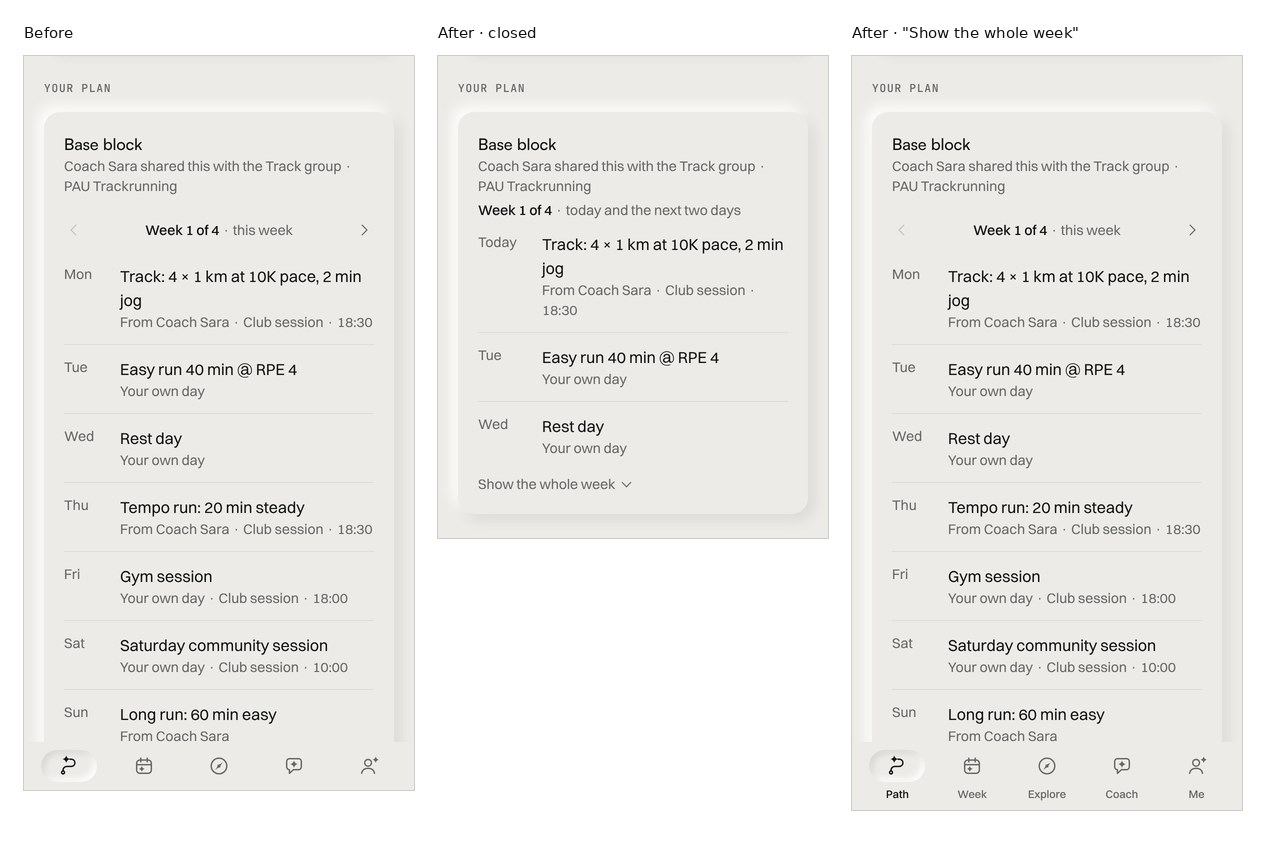 Before
YOUR PLAN
Base block
Coach Sara shared this with the Track group ·
PAU Trackrunning
Week 1 of 4 · this week
Mon
Track: 4 × 1 km at 10K pace, 2 min
jog
From Coach Sara · Club session · 18:30
Tue
Easy run 40 min @ RPE 4
Your own day
Wed
Rest day
Your own day
Thu
Tempo run: 20 min steady
From Coach Sara · Club session · 18:30
Fri
Gym session
Your own day · Club session · 18:00
Sat
Saturday community session
Your own day · Club session · 10:00
Sun
Long run: 60 min easy
From Coach Sara
After · closed
YOUR PLAN
Base block
Coach Sara shared this with the Track group ·
PAU Trackrunning
Week 1 of 4 · today and the next two days
Today
Track: 4 × 1 km at 10K pace, 2 min
jog
From Coach Sara · Club session ·
18:30
Tue
Easy run 40 min @ RPE 4
Your own day
Wed
Rest day
Your own day
Show the whole week
After · "Show the whole week"
YOUR PLAN
Base block
Coach Sara shared this with the Track group ·
PAU Trackrunning
Week 1 of 4 · this week
Mon
Track: 4 × 1 km at 10K pace, 2 min
jog
From Coach Sara · Club session · 18:30
Tue
Easy run 40 min @ RPE 4
Your own day
Wed
Rest day
Your own day
Thu
Tempo run: 20 min steady
From Coach Sara · Club session · 18:30
Fri
Gym session
Your own day · Club session · 18:00
Sat
Saturday community session
Your own day · Club session · 10:00
Sun
Long run: 60 min easy
From Coach Sara
Path
Week
Explore
Coach
Me